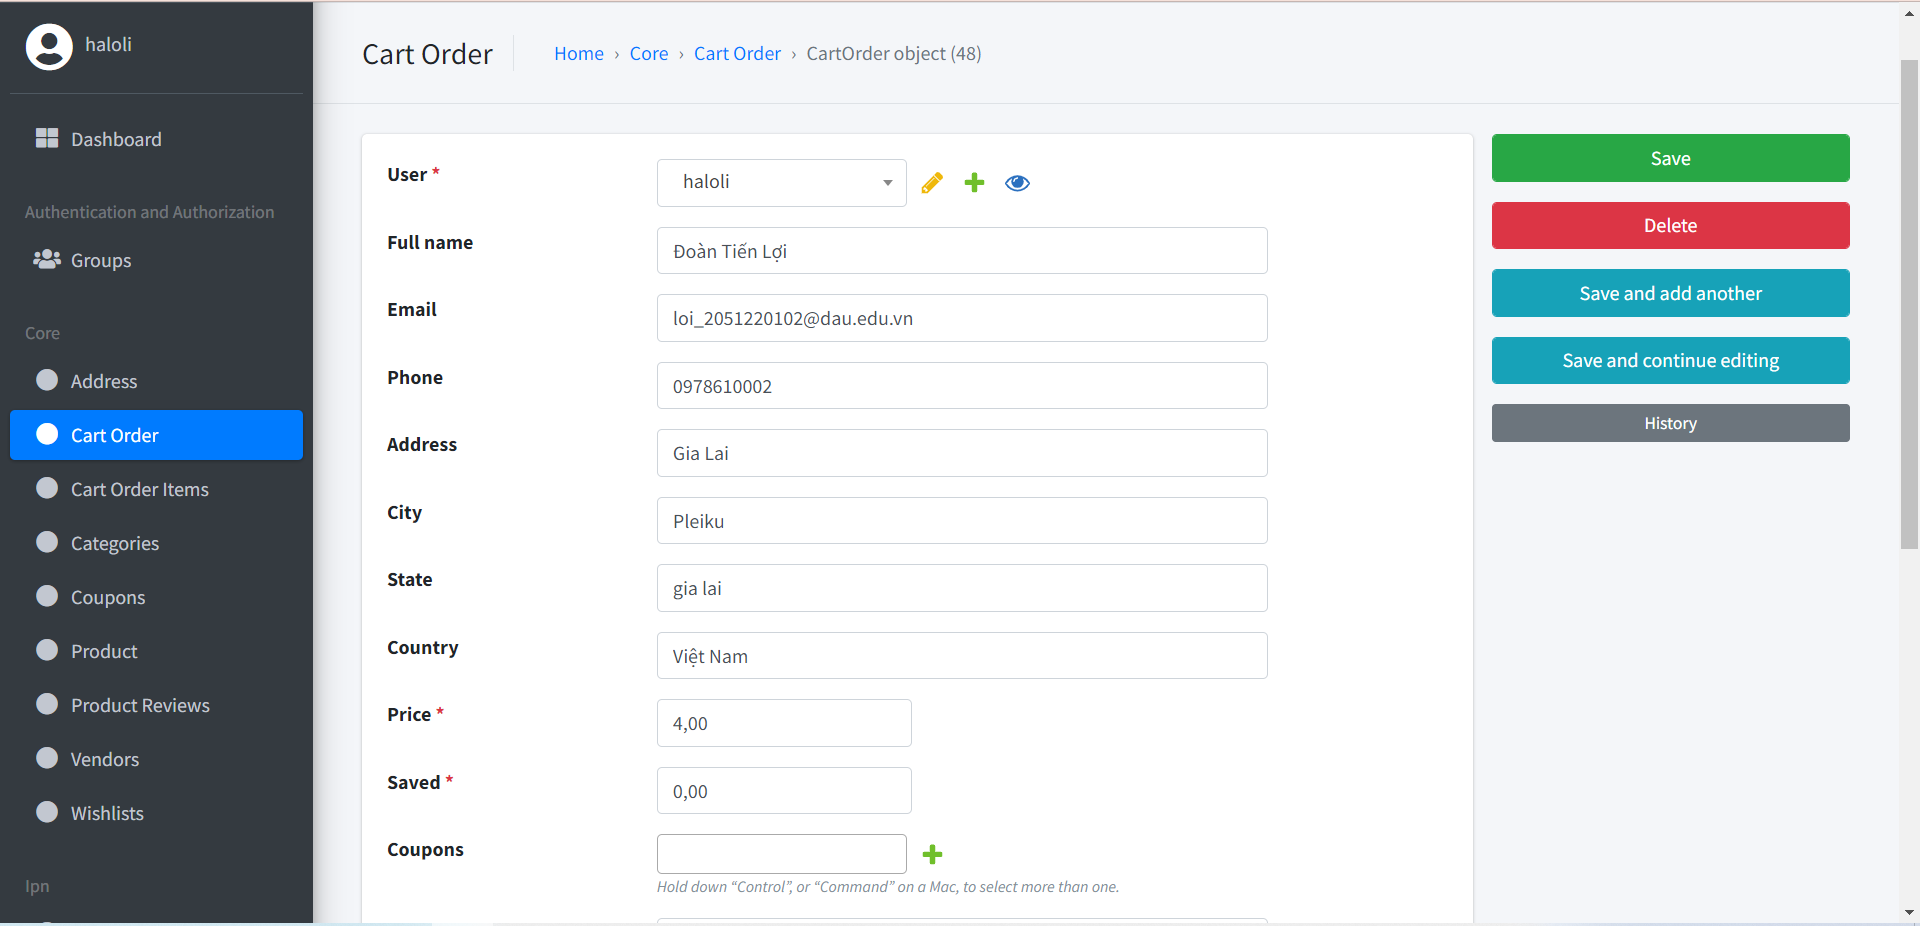 haloli
Dashboard
Authentication and Authorization
Groups
Core
Address
Cart Order
Cart Order Items
Categories
Coupons
Product
Product Reviews
Vendors
Wishlists
Ipn
Cart Order
Home › Core › Cart Order › CartOrder object (48)
User *
haloli
Full name
Đoàn Tiến Lợi
Email
loi_2051220102@dau.edu.vn
Phone
0978610002
Address
Gia Lai
City
Pleiku
State
gia lai
Country
Việt Nam
Price *
4,00
Saved *
0,00
Coupons
Hold down “Control”, or “Command” on a Mac, to select more than one.
Save
Delete
Save and add another
Save and continue editing
History